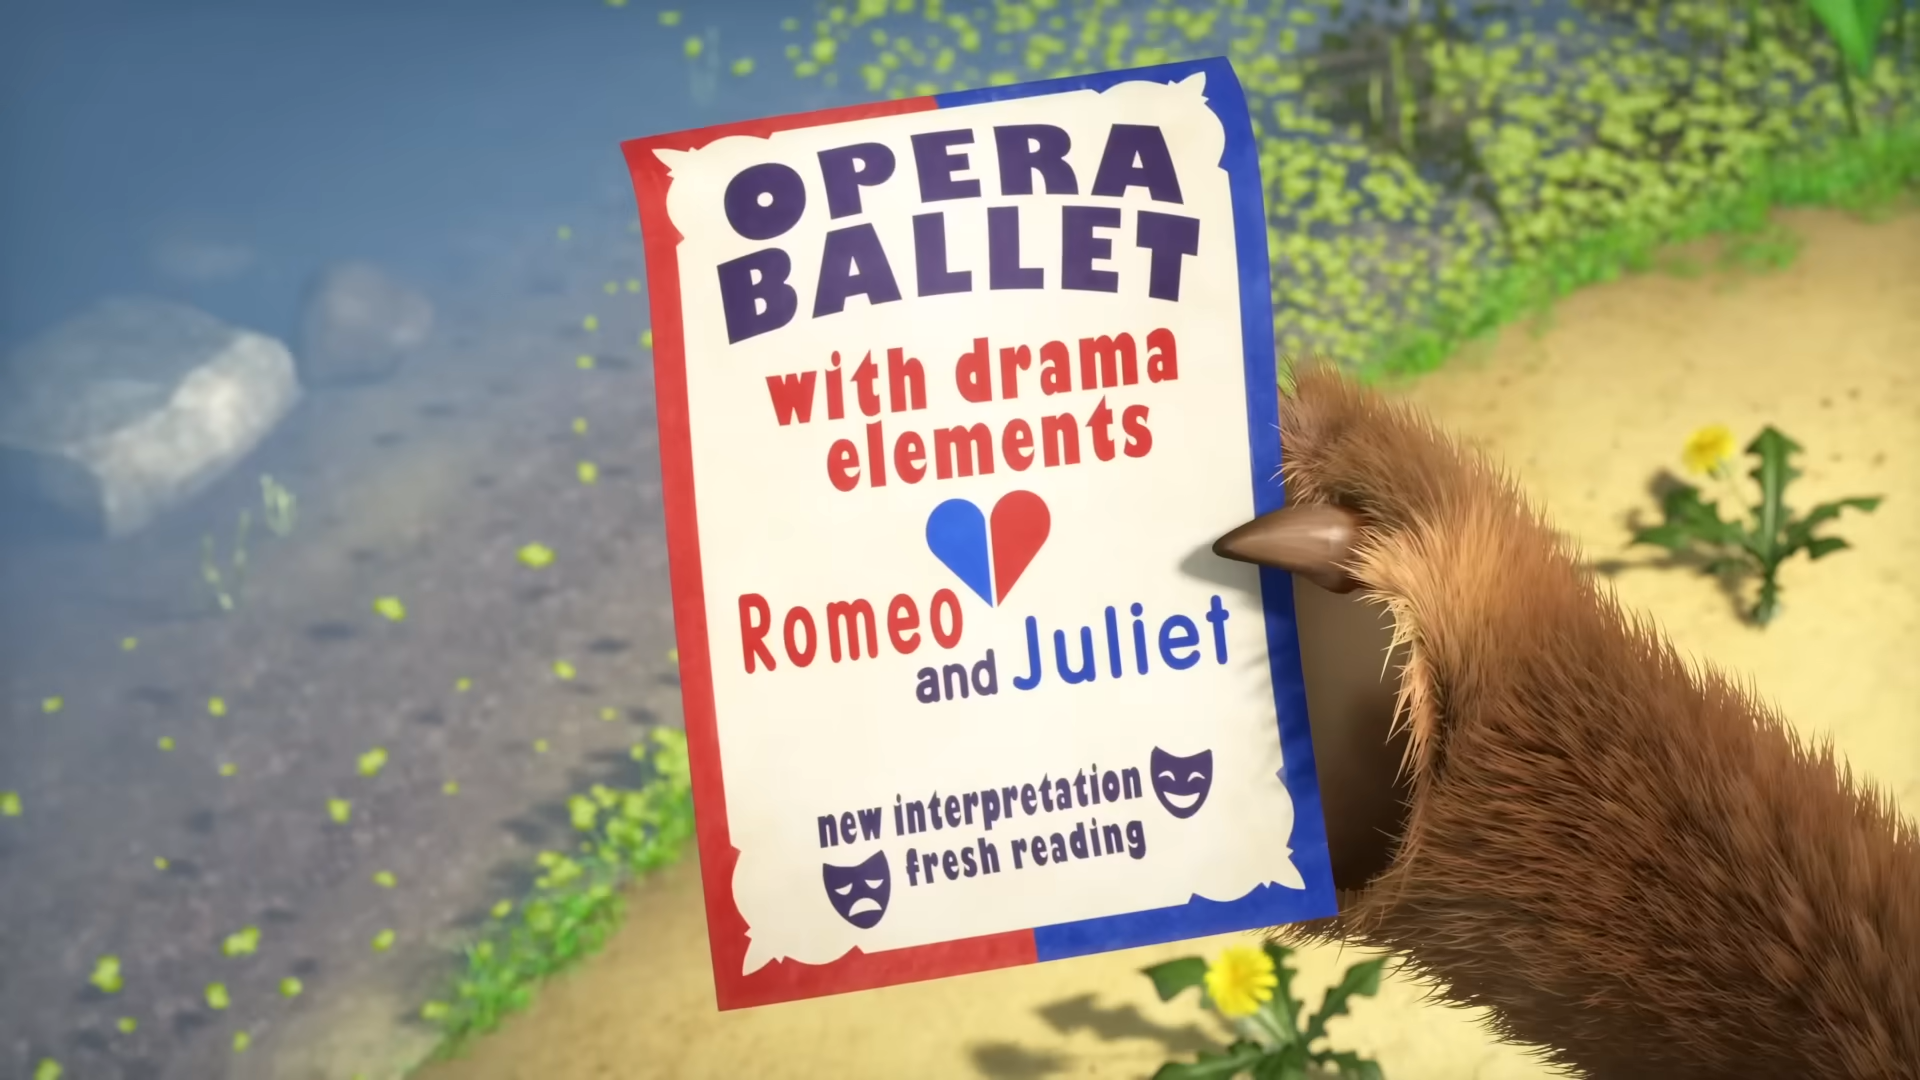 OPERA
BALLET
with drama
elements
Romeo
and Juliet
new interpretation
fresh reading